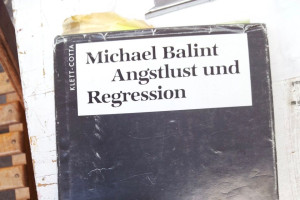 KLETT-COTTA
Michael Balint
Angstlust und
Regression